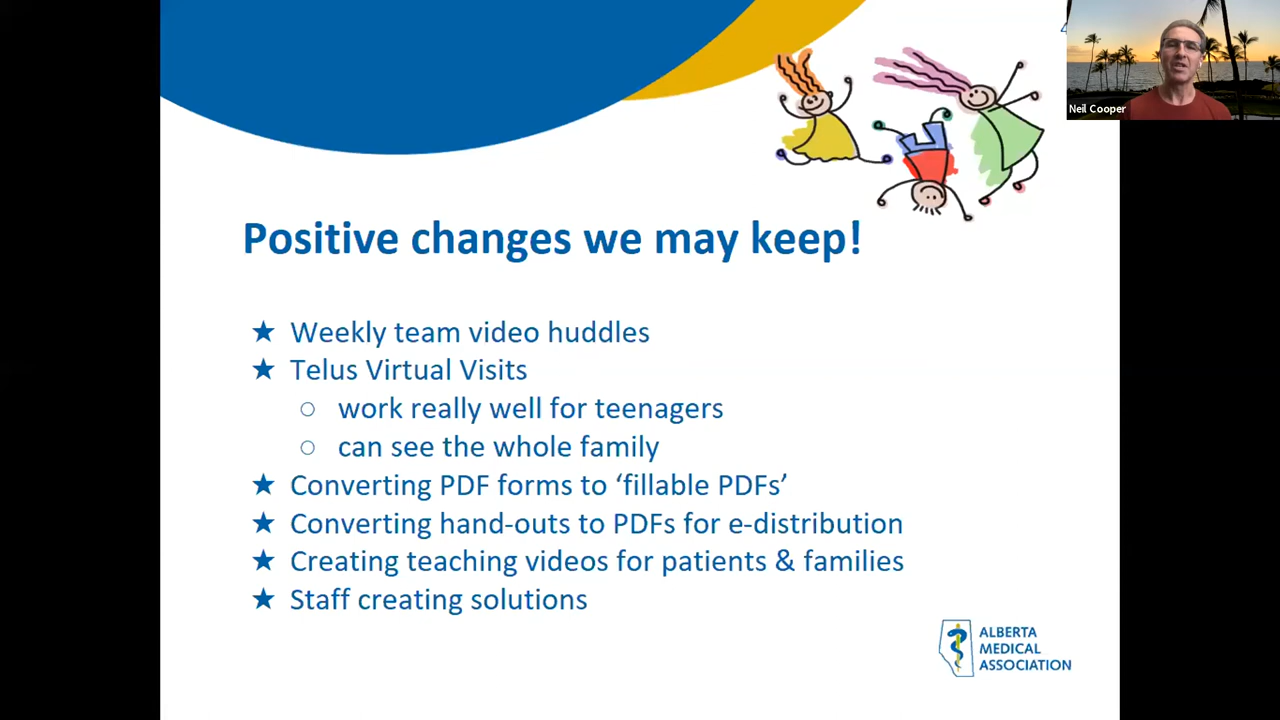 4
Neil Cooper
Positive changes we may keep!
★ Weekly team video huddles
★ Telus Virtual Visits
○ work really well for teenagers
○ can see the whole family
★ Converting PDF forms to ‘fillable PDFs’
★ Converting hand-outs to PDFs for e-distribution
★ Creating teaching videos for patients & families
★ Staff creating solutions
ALBERTA
MEDICAL
ASSOCIATION